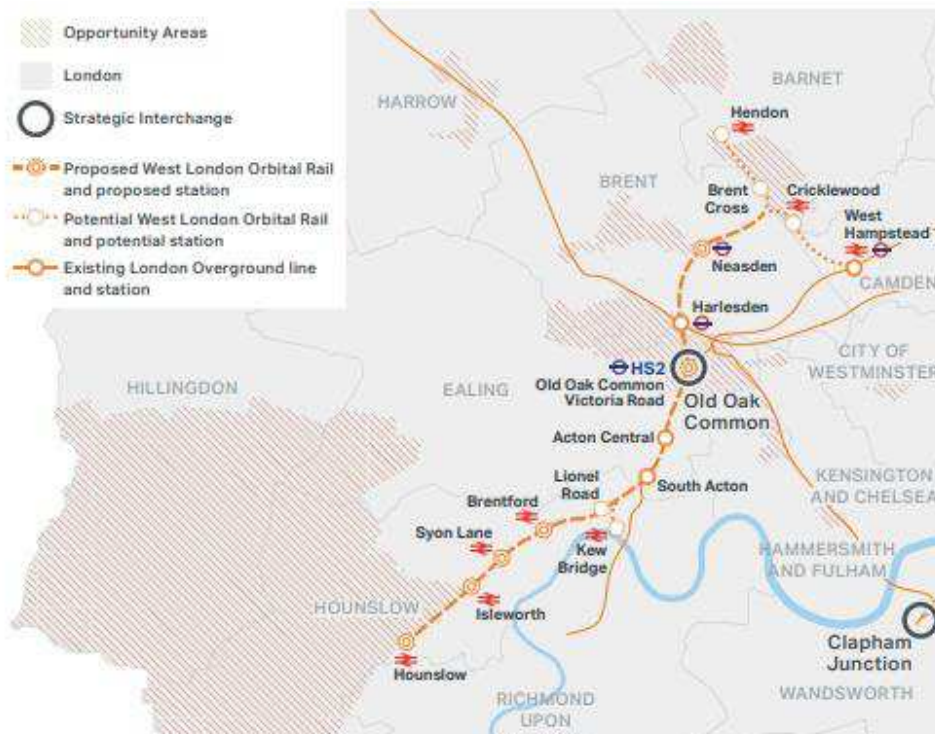 Opportunity Areas
London
Strategic Interchange
Proposed West London Orbital Rail
and proposed station
Potential West London Orbital Rail
and potential station
Existing London Overground line
and station
BARNET
HARROW
Hendon
BRENT
Brent
Cross
Cricklewood
West
Hampstead
Neasden
CAMDEN
Harlesden
CITY OF
WESTMINSTER
HS2
Old Oak Common
Victoria Road
HILLINGDON
EALING
Old Oak
Common
Acton Central
Lionel
Road
South Acton
KENSINGTON
AND CHELSEA
Brentford
Syon Lane
Kew
Bridge
HAMMERSMITH
AND FULHAM
HOUNSLOW
Isleworth
Clapham
Junction
Hounslow
RICHMOND
UPON
WANDSWORTH